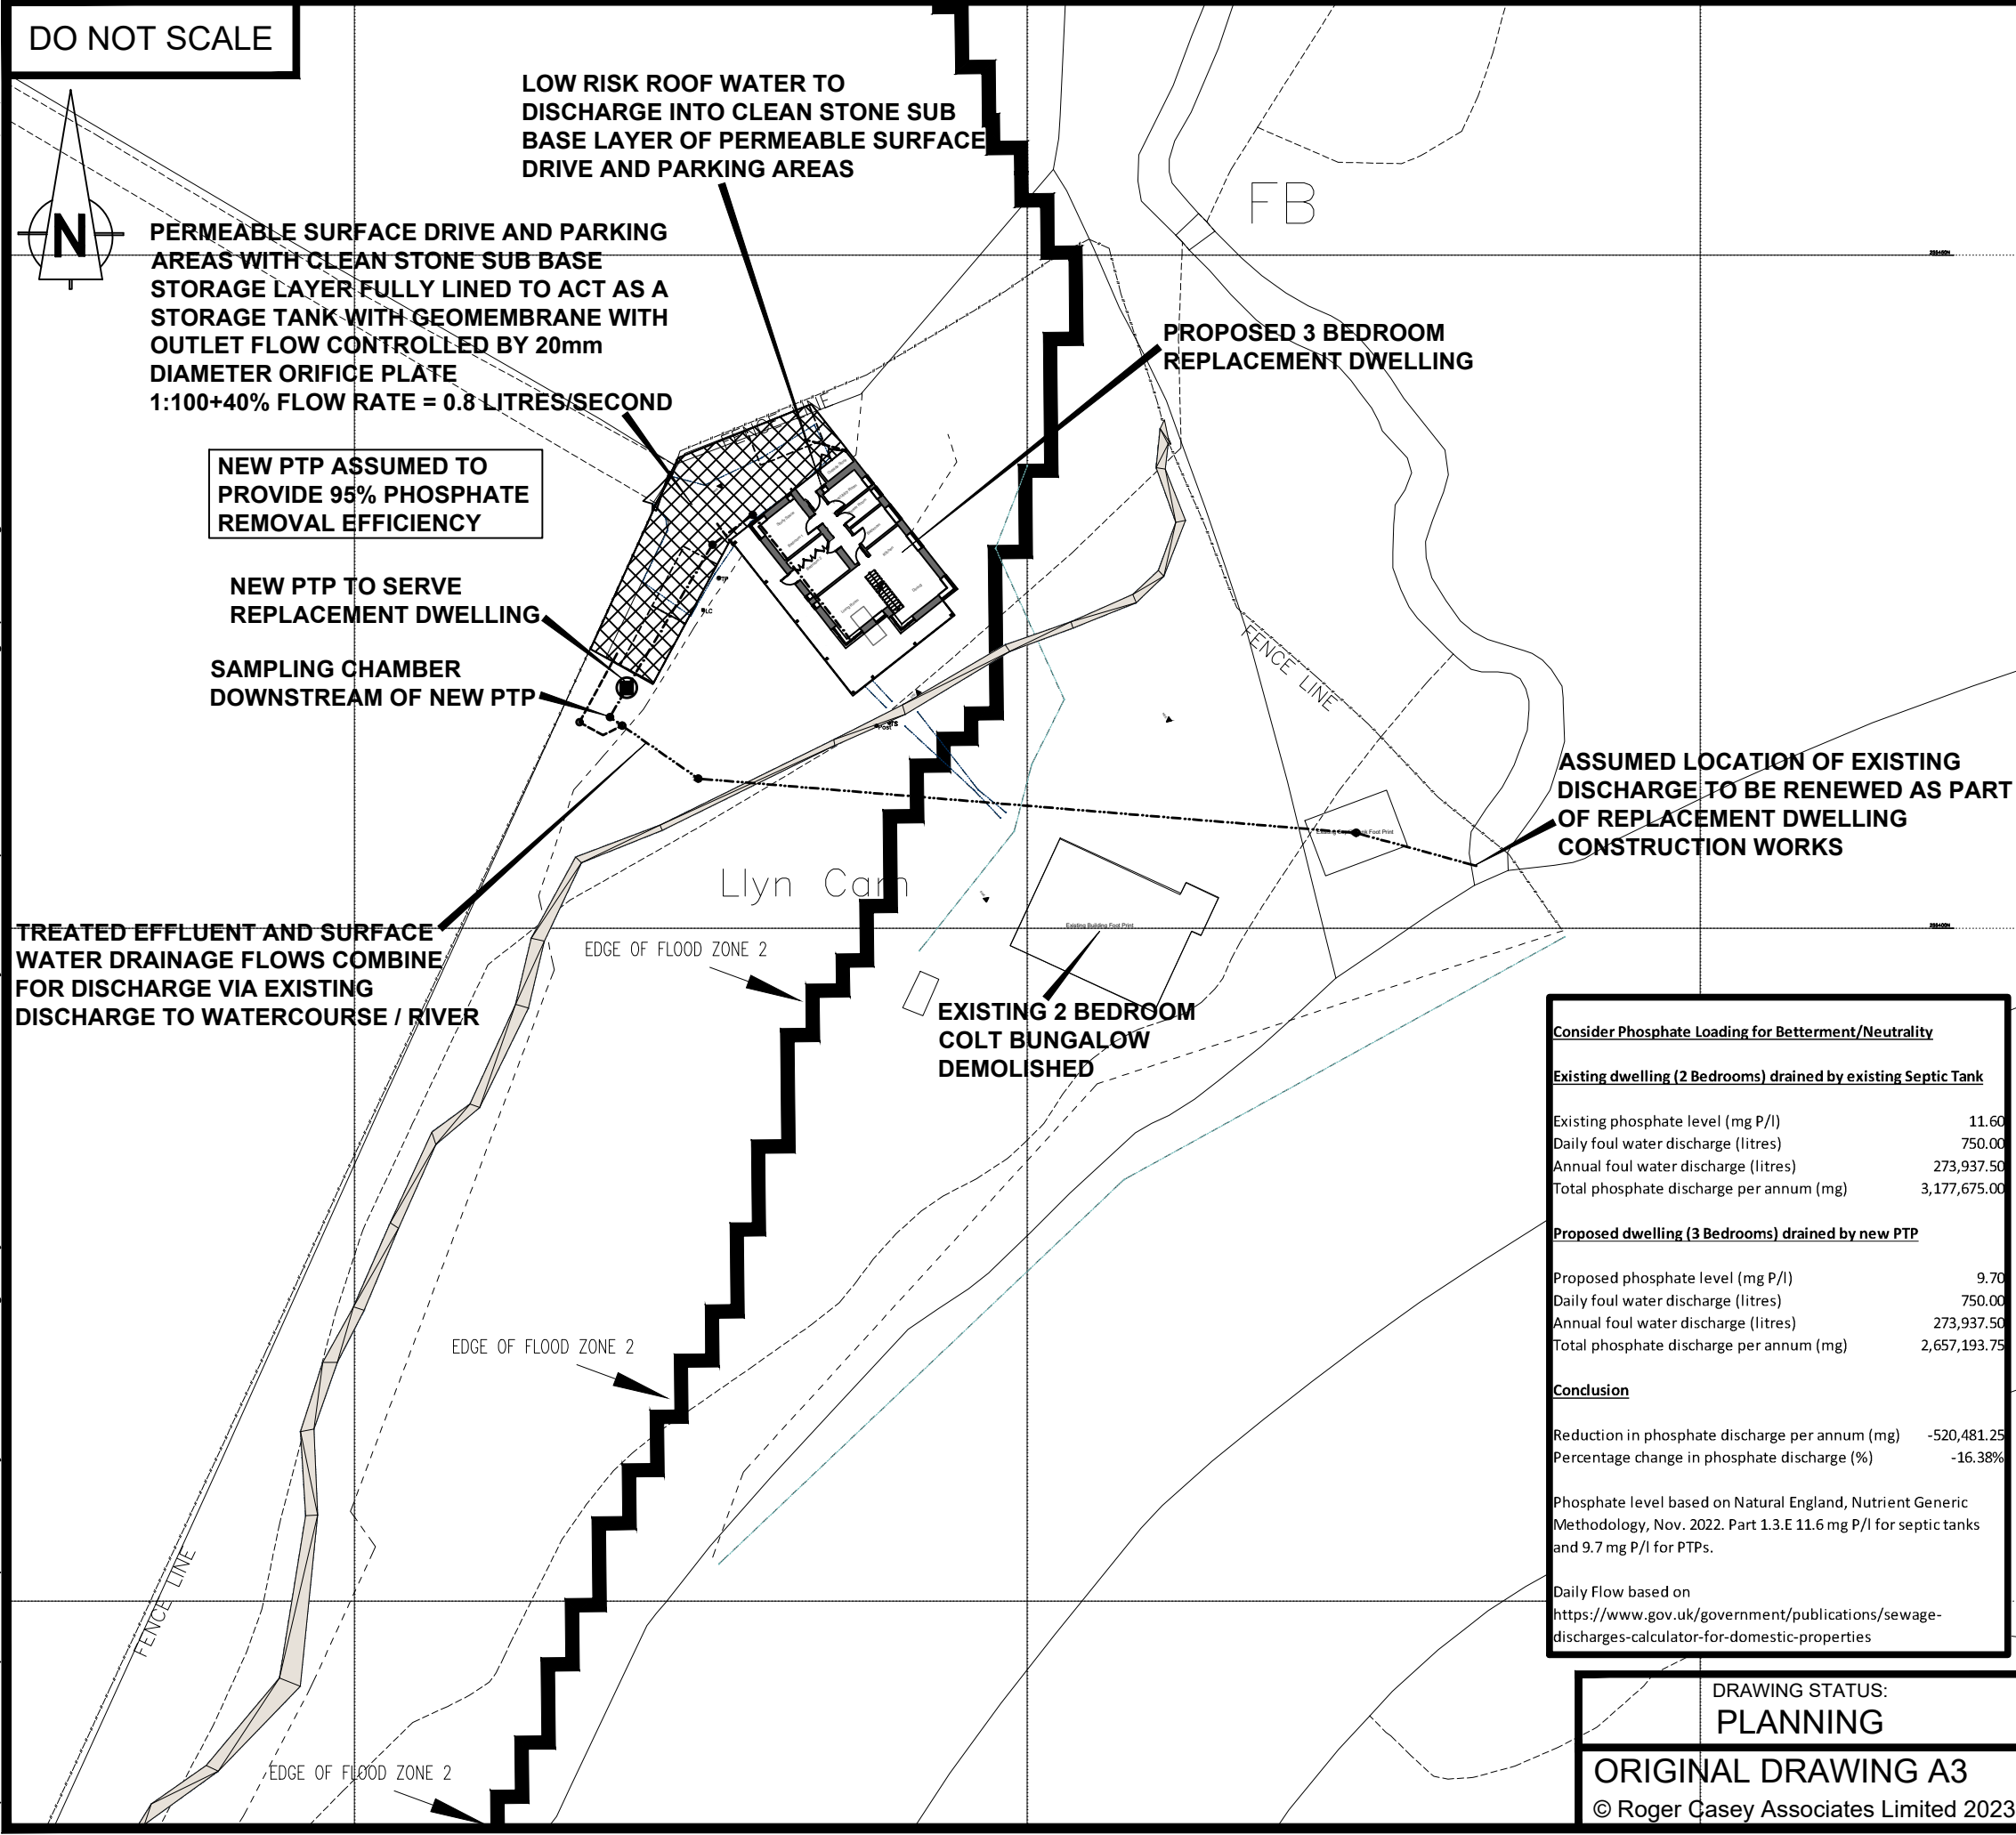 DO NOT SCALE
N
LOW RISK ROOF WATER TO
DISCHARGE INTO CLEAN STONE SUB
BASE LAYER OF PERMEABLE SURFACE
DRIVE AND PARKING AREAS
FB
PERMEABLE SURFACE DRIVE AND PARKING
AREAS WITH CLEAN STONE SUB BASE
STORAGE LAYER FULLY LINED TO ACT AS A
STORAGE TANK WITH GEOMEMBRANE WITH
OUTLET FLOW CONTROLLED BY 20mm
DIAMETER ORIFICE PLATE
1:100+40% FLOW RATE = 0.8 LITRES/SECOND
PROPOSED 3 BEDROOM
REPLACEMENT DWELLING
NEW PTP ASSUMED TO
PROVIDE 95% PHOSPHATE
REMOVAL EFFICIENCY
NEW PTP TO SERVE
REPLACEMENT DWELLING
SAMPLING CHAMBER
DOWNSTREAM OF NEW PTP
FENCE LINE
ASSUMED LOCATION OF EXISTING
DISCHARGE TO BE RENEWED AS PART
OF REPLACEMENT DWELLING
CONSTRUCTION WORKS
Llyn Carn
TREATED EFFLUENT AND SURFACE
WATER DRAINAGE FLOWS COMBINE
FOR DISCHARGE VIA EXISTING
DISCHARGE TO WATERCOURSE / RIVER
EDGE OF FLOOD ZONE 2
Existing Building Foot Print
EXISTING 2 BEDROOM
COLT BUNGALOW
DEMOLISHED
EDGE OF FLOOD ZONE 2
FENCE LINE
EDGE OF FLOOD ZONE 2
Consider Phosphate Loading for Betterment/Neutrality
Existing dwelling (2 Bedrooms) drained by existing Septic Tank
Existing phosphate level (mg P/l) 11.60
Daily foul water discharge (litres) 750.00
Annual foul water discharge (litres) 273,937.50
Total phosphate discharge per annum (mg) 3,177,675.00
Proposed dwelling (3 Bedrooms) drained by new PTP
Proposed phosphate level (mg P/l) 9.70
Daily foul water discharge (litres) 750.00
Annual foul water discharge (litres) 273,937.50
Total phosphate discharge per annum (mg) 2,657,193.75
Conclusion
Reduction in phosphate discharge per annum (mg) -520,481.25
Percentage change in phosphate discharge (%) -16.38%
Phosphate level based on Natural England, Nutrient Generic
Methodology, Nov. 2022. Part 1.3.E 11.6 mg P/l for septic tanks
and 9.7 mg P/l for PTPs.
Daily Flow based on
https://www.gov.uk/government/publications/sewage-
discharges-calculator-for-domestic-properties
DRAWING STATUS:
PLANNING
ORIGINAL DRAWING A3
© Roger Casey Associates Limited 2023